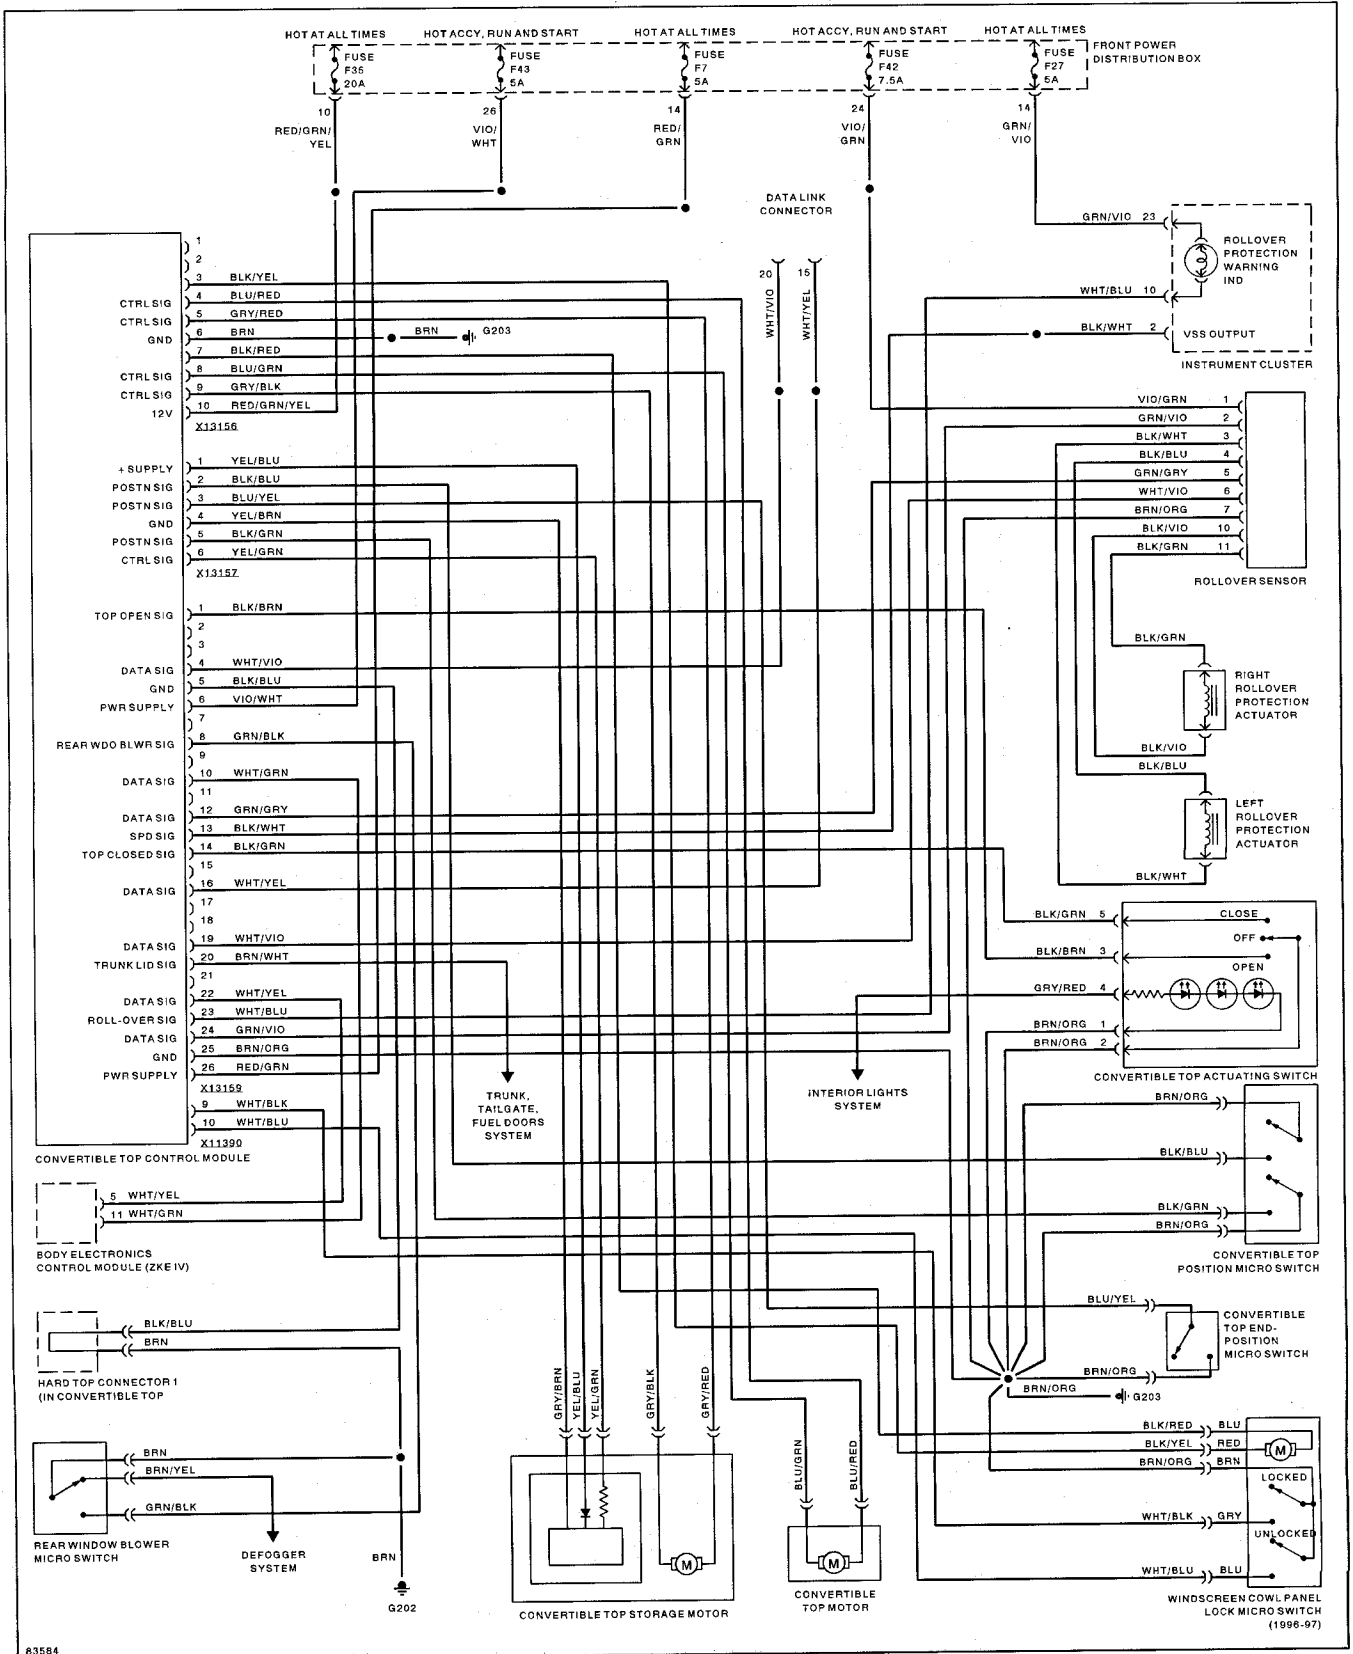 HOT AT ALL TIMES
HOT ACCY, RUN AND START
HOT AT ALL TIMES
HOT ACCY, RUN AND START
HOT AT ALL TIMES
FUSE
F35
20A
FUSE
F43
5A
FUSE
F7
5A
FUSE
F42
7.5A
FUSE
F27
5A
FRONT POWER
DISTRIBUTION BOX
10
RED/GRN/
YEL
26
VIO/
WHT
14
RED/
GRN
24
VIO/
GRN
14
GRN/
VIO
DATA LINK
CONNECTOR
20
WHT/VIO
15
WHT/YEL
GRN/VIO 23
WHT/BLU 10
BLK/WHT 2
ROLLOVER
PROTECTION
WARNING
IND
VSS OUTPUT
INSTRUMENT CLUSTER
1
2
3 BLK/YEL
CTRL SIG 4 BLU/RED
CTRL SIG 5 GRY/RED
GND 6 BRN
BRN
G203
7 BLK/RED
CTRL SIG 8 BLU/GRN
CTRL SIG 9 GRY/BLK
12V 10 RED/GRN/YEL
X13156
+ SUPPLY 1 YEL/BLU
POSTN SIG 2 BLK/BLU
POSTN SIG 3 BLU/YEL
GND 4 YEL/BRN
POSTN SIG 5 BLK/GRN
CTRL SIG 6 YEL/GRN
X13157
TOP OPEN SIG 1 BLK/BRN
2
3
DATA SIG 4 WHT/VIO
GND 5 BLK/BLU
PWR SUPPLY 6 VIO/WHT
7
REAR WDO BLWR SIG 8 GRN/BLK
9
DATA SIG 10 WHT/GRN
11
DATA SIG 12 GRN/GRY
SPD SIG 13 BLK/WHT
TOP CLOSED SIG 14 BLK/GRN
15
DATA SIG 16 WHT/YEL
17
18
DATA SIG 19 WHT/VIO
TRUNK LID SIG 20 BRN/WHT
21
DATA SIG 22 WHT/YEL
ROLL-OVER SIG 23 WHT/BLU
DATA SIG 24 GRN/VIO
GND 25 BRN/ORG
PWR SUPPLY 26 RED/GRN
X13159
9 WHT/BLK
10 WHT/BLU
X11390
CONVERTIBLE TOP CONTROL MODULE
VIO/GRN 1
GRN/VIO 2
BLK/WHT 3
BLK/BLU 4
GRN/GRY 5
WHT/VIO 6
BRN/ORG 7
BLK/VIO 10
BLK/GRN 11
ROLLOVER SENSOR
BLK/GRN
RIGHT
ROLLOVER
PROTECTION
ACTUATOR
BLK/VIO
BLK/BLU
LEFT
ROLLOVER
PROTECTION
ACTUATOR
BLK/WHT
BLK/GRN 5
CLOSE
OFF
BLK/BRN 3
OPEN
GRY/RED 4
BRN/ORG 1
BRN/ORG 2
CONVERTIBLE TOP ACTUATING SWITCH
TRUNK,
TAILGATE,
FUEL DOORS
SYSTEM
INTERIOR LIGHTS
SYSTEM
BRN/ORG
BLK/BLU
BLK/GRN
BRN/ORG
CONVERTIBLE TOP
POSITION MICRO SWITCH
5 WHT/YEL
11 WHT/GRN
BODY ELECTRONICS
CONTROL MODULE (ZKE IV)
BLU/YEL
CONVERTIBLE
TOP END-
POSITION
MICRO SWITCH
BRN/ORG
BRN/ORG
G203
BLK/BLU
BRN
HARD TOP CONNECTOR 1
(IN CONVERTIBLE TOP
GRY/BRN
YEL/BLU
YEL/GRN
GRY/BLK
GRY/RED
BLU/GRN
BLU/RED
BLK/RED BLU
BLK/YEL RED
BRN/ORG BRN
M
LOCKED
WHT/BLK GRY
UNLOCKED
WHT/BLU BLU
WINDSCREEN COWL PANEL
LOCK MICRO SWITCH
(1996-97)
BRN
BRN/YEL
GRN/BLK
REAR WINDOW BLOWER
MICRO SWITCH
DEFOGGER
SYSTEM
BRN
G202
M
CONVERTIBLE TOP STORAGE MOTOR
M
CONVERTIBLE
TOP MOTOR
83584